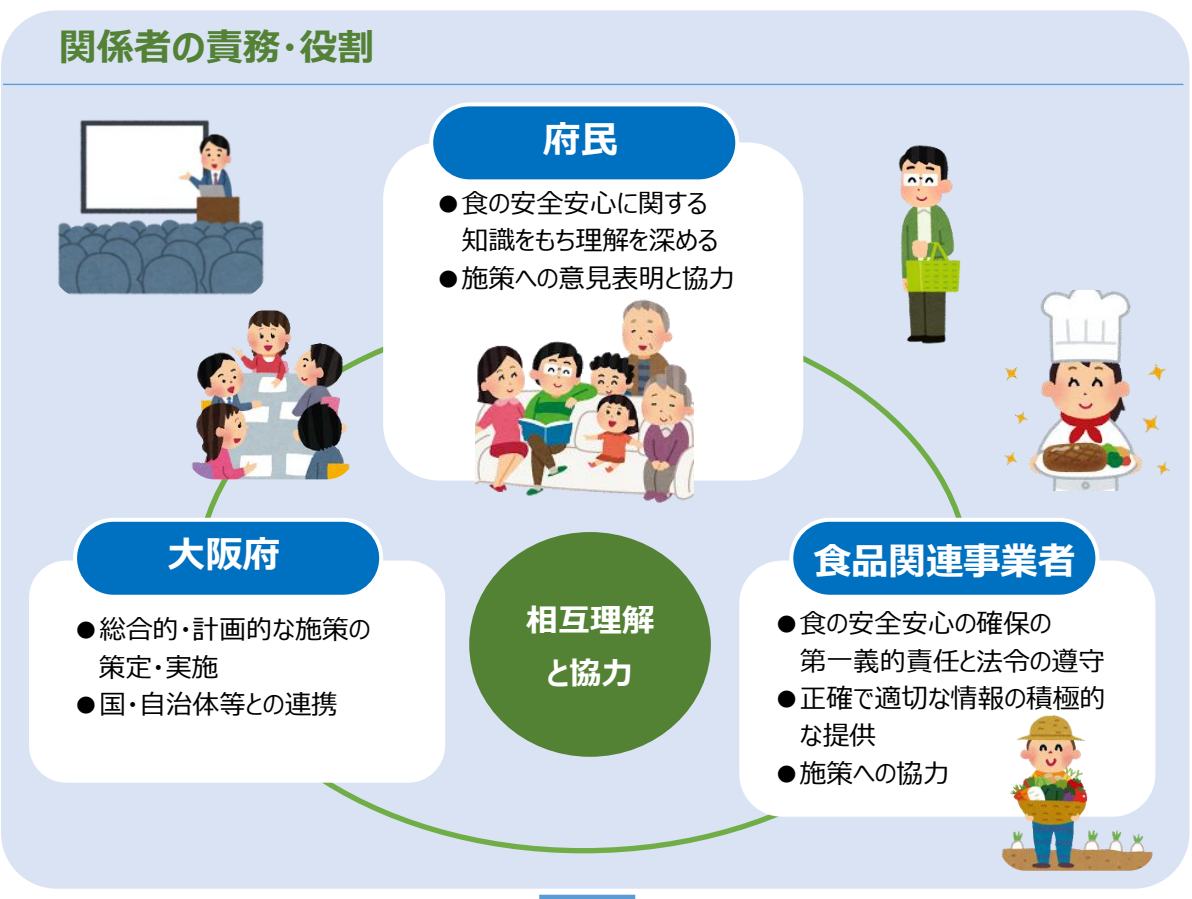 関係者の責務・役割
府民
●食の安全安心に関する
知識をもち理解を深める
●施策への意見表明と協力
大阪府
●総合的・計画的な施策の
策定・実施
●国・自治体等との連携
相互理解
と協力
食品関連事業者
●食の安全安心の確保の
第一義的責任と法令の遵守
●正確で適切な情報の積極的
な提供
●施策への協力